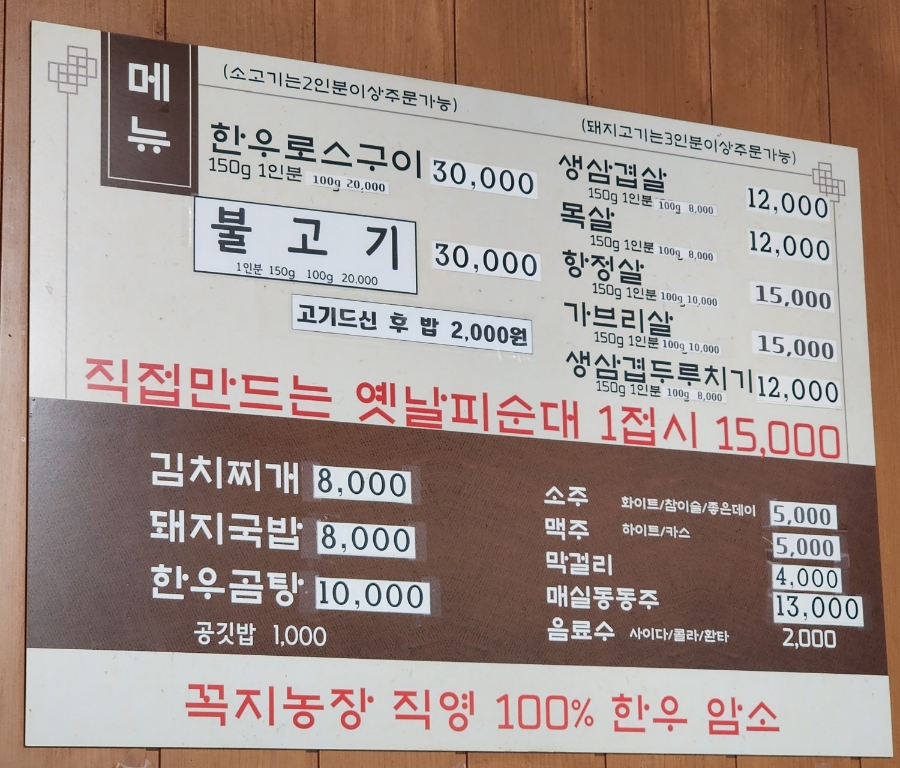 메뉴
(소고기는2인분이상주문가능)
한우로스구이 30,000
150g 1인분 100g 20,000
불고기 30,000
1인분 150g 100g 20,000
고기드신 후 밥 2,000원
(돼지고기는3인분이상주문가능)
생삼겹살 12,000
150g 1인분 100g 8,000
목살 12,000
150g 1인분 100g 8,000
항정살 15,000
150g 1인분 100g 10,000
가브리살 15,000
150g 1인분 100g 10,000
생삼겹두루치기 12,000
150g 1인분 100g 8,000
직접만드는 옛날피순대 1접시 15,000
김치찌개 8,000
돼지국밥 8,000
한우곰탕 10,000
공깃밥 1,000
소주 화이트/참이슬/좋은데이 5,000
맥주 하이트/카스 5,000
막걸리 4,000
매실동동주 13,000
음료수 사이다/콜라/환타 2,000
꼭지농장 직영 100% 한우 암소